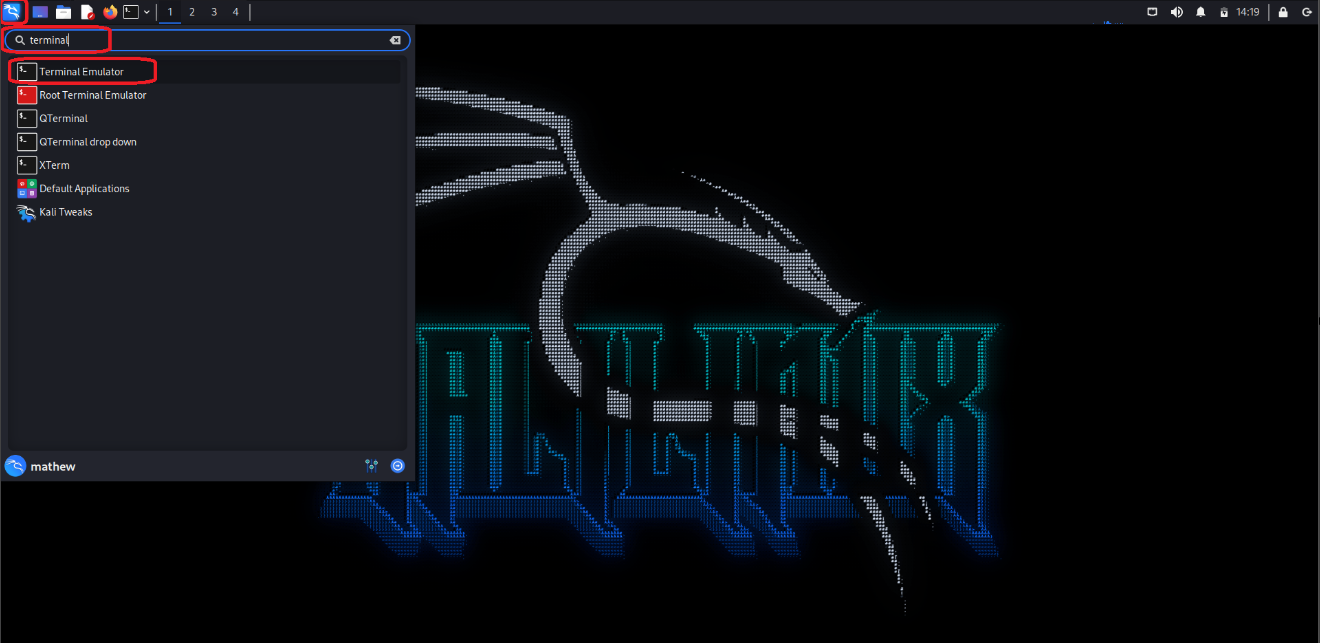 1 2 3 4 14:19
terminal
Terminal Emulator
Root Terminal Emulator
QTerminal
QTerminal drop down
XTerm
Default Applications
Kali Tweaks
mathew